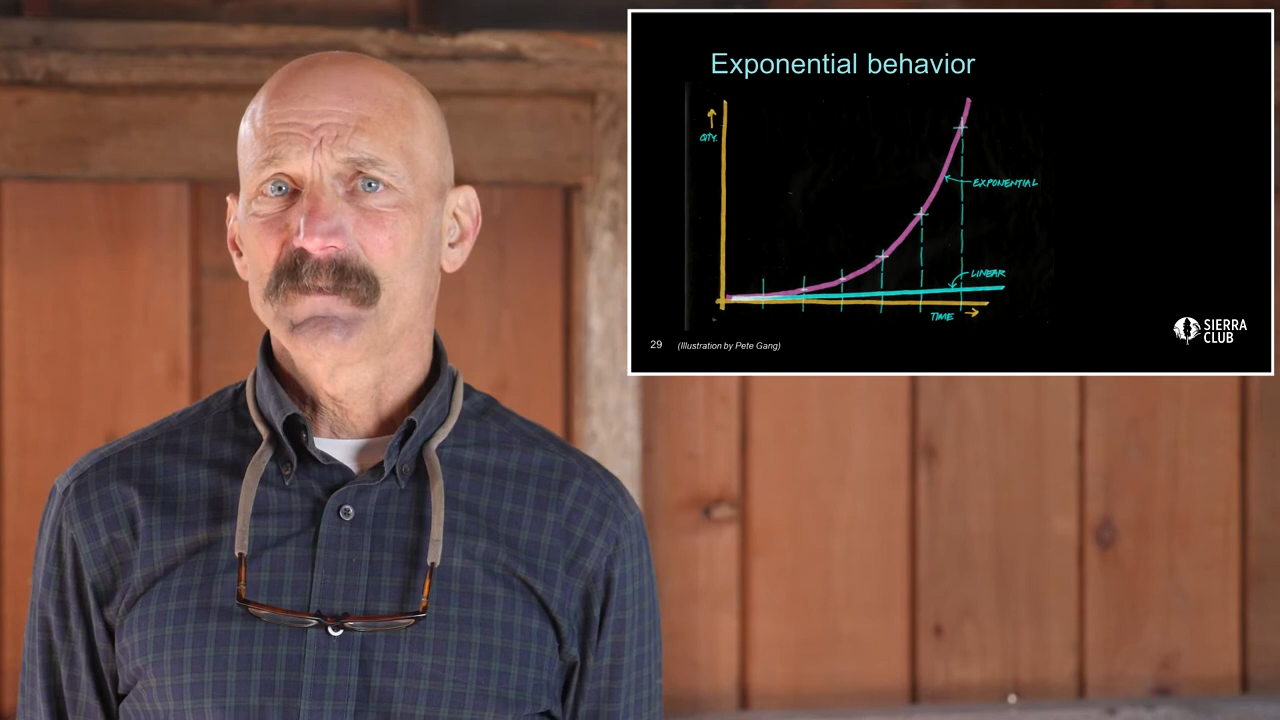 Exponential behavior
QTY.
EXPONENTIAL
LINEAR
TIME
29
(Illustration by Pete Gang)
SIERRA
CLUB